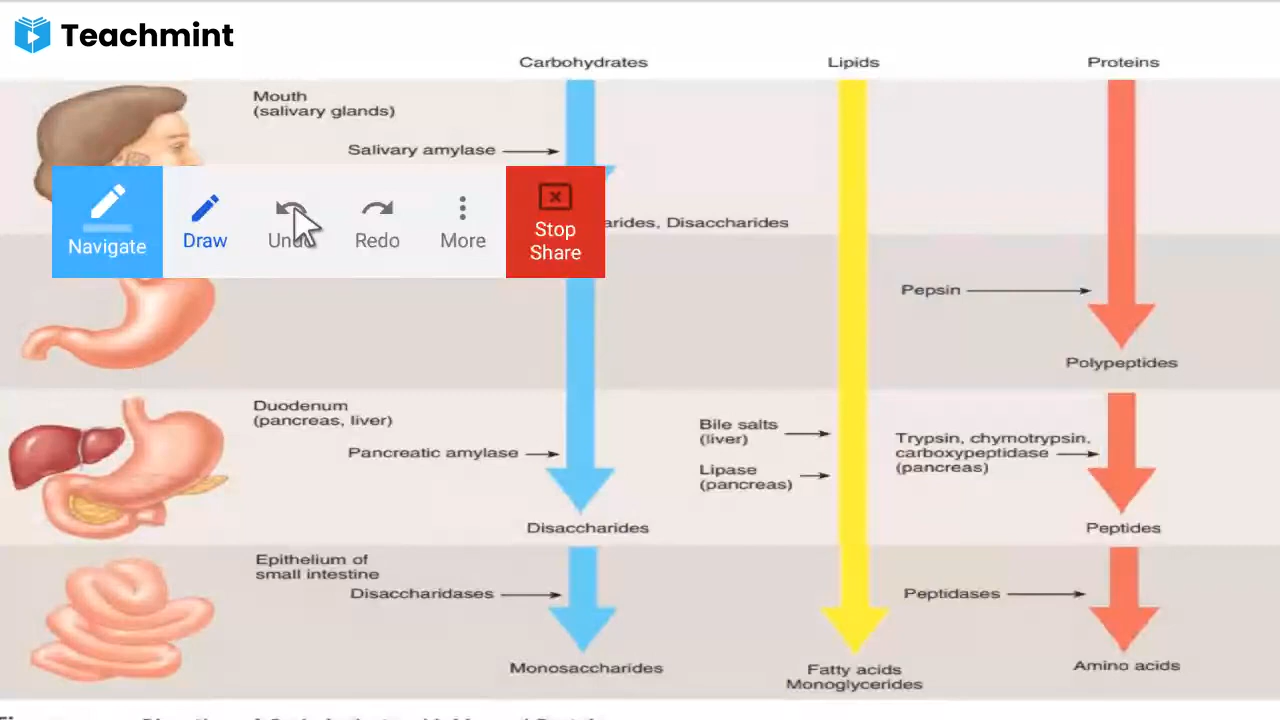 Teachmint
Carbohydrates
Lipids
Proteins
Mouth
(salivary glands)
Salivary amylase
Navigate
Draw
Undo
Redo
More
Stop
Share
arides, Disaccharides
Pepsin
Polypeptides
Duodenum
(pancreas, liver)
Pancreatic amylase
Bile salts
(liver)
Lipase
(pancreas)
Trypsin, chymotrypsin,
carboxypeptidase
(pancreas)
Disaccharides
Peptides
Epithelium of
small intestine
Disaccharidases
Peptidases
Monosaccharides
Fatty acids
Monoglycerides
Amino acids